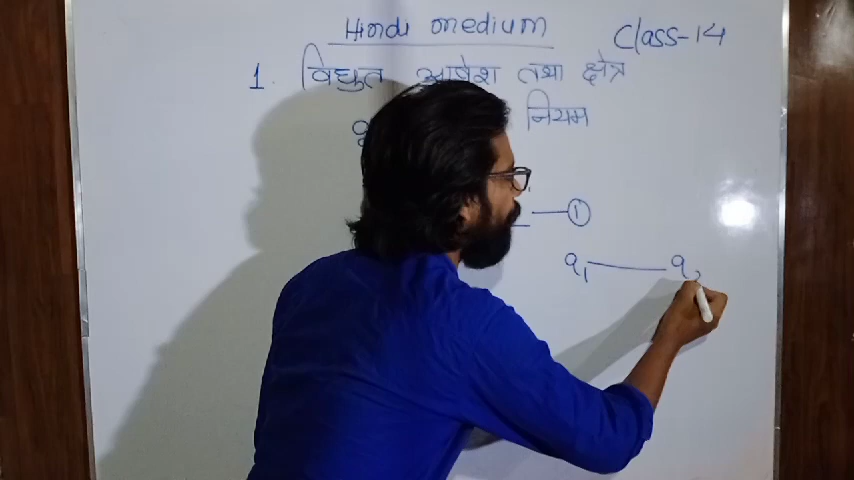 Hindi medium
Class-14
1. विद्युत आवेश तथा क्षेत्र
नियम
①
q₁ q₂